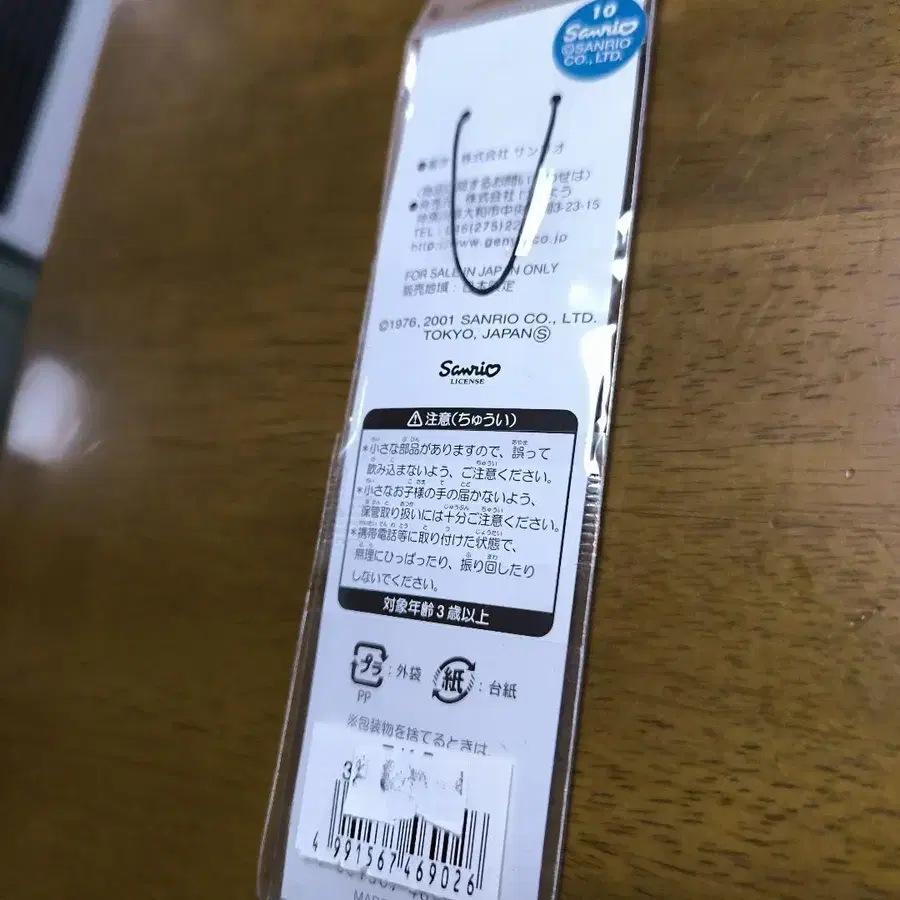 10
Sanrio
©SANRIO
CO., LTD.
株式会社 サンリオ
株式会社
3-23-15
TEL:
FOR SALE IN JAPAN ONLY
販売地域:日本限定
©1976, 2001 SANRIO CO., LTD.
TOKYO, JAPAN Ⓢ
Sanrio
LICENSE
⚠注意(ちゅうい)
*小さな部品がありますので、誤って
飲み込まないよう、ご注意ください。
*小さなお子様の手の届かないよう、
保管取り扱いには十分ご注意ください。
*携帯電話等に取り付けた状態で、
無理にひっぱったり、振り回したり
しないでください。
対象年齢3歳以上
プラ
:外袋
紙
:台紙
PP
※包装物を捨てるときは
4 991567 469026